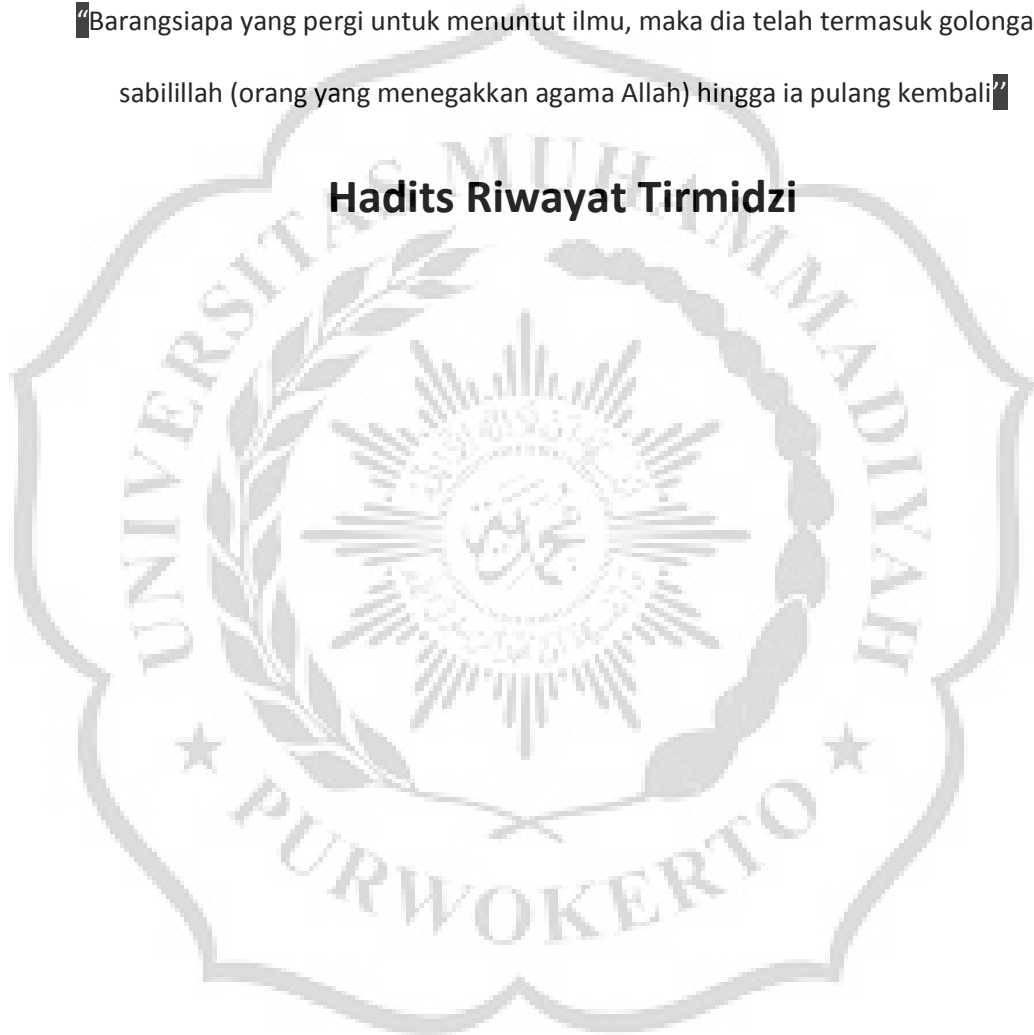 “Barangsiapa yang pergi untuk menuntut ilmu, maka dia telah termasuk golonga
sabilillah (orang yang menegakkan agama Allah) hingga ia pulang kembali”
Hadits Riwayat Tirmidzi
UNIVERSITAS MUHAMMADIYAH
PURWOKERTO